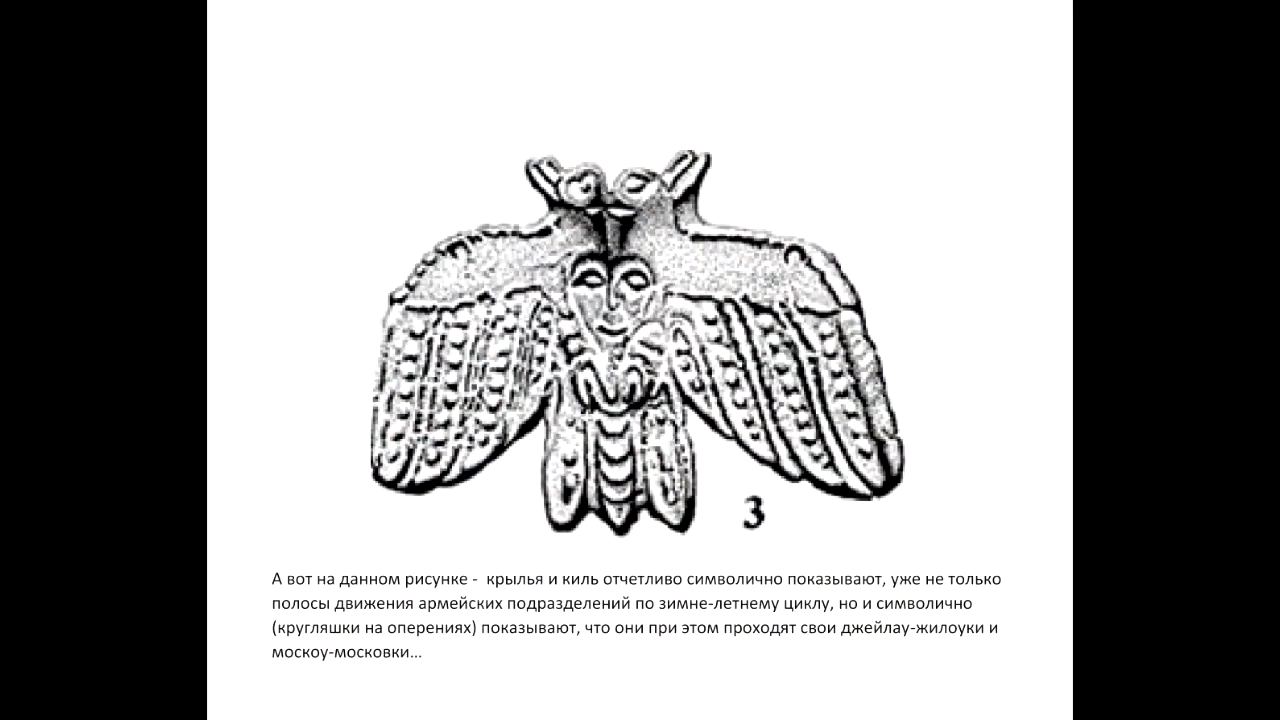 3
А вот на данном рисунке -  крылья и киль отчетливо символично показывают, уже не только
полосы движения армейских подразделений по зимне-летнему циклу, но и символично
(кругляшки на оперениях) показывают, что они при этом проходят свои джейлау-жилоуки и
москоу-московки...